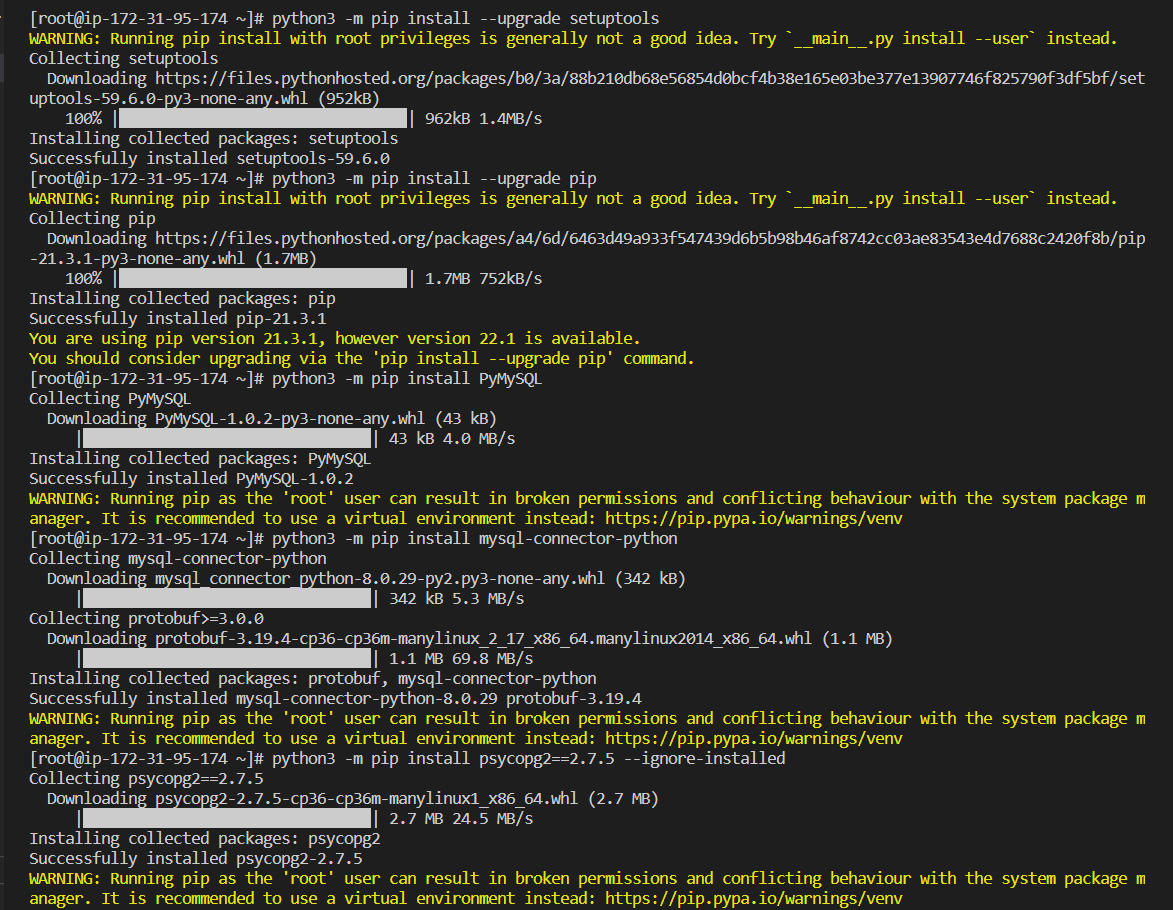 [root@ip-172-31-95-174 ~]# python3 -m pip install --upgrade setuptools
WARNING: Running pip install with root privileges is generally not a good idea. Try `__main__.py install --user` instead.
Collecting setuptools
  Downloading https://files.pythonhosted.org/packages/b0/3a/88b210db68e56854d0bcf4b38e165e03be377e13907746f825790f3df5bf/set
uptools-59.6.0-py3-none-any.whl (952kB)
    100% |████████████████████████████████| 962kB 1.4MB/s
Installing collected packages: setuptools
Successfully installed setuptools-59.6.0
[root@ip-172-31-95-174 ~]# python3 -m pip install --upgrade pip
WARNING: Running pip install with root privileges is generally not a good idea. Try `__main__.py install --user` instead.
Collecting pip
  Downloading https://files.pythonhosted.org/packages/a4/6d/6463d49a933f547439d6b5b98b46af8742cc03ae83543e4d7688c2420f8b/pip
-21.3.1-py3-none-any.whl (1.7MB)
    100% |████████████████████████████████| 1.7MB 752kB/s
Installing collected packages: pip
Successfully installed pip-21.3.1
You are using pip version 21.3.1, however version 22.1 is available.
You should consider upgrading via the 'pip install --upgrade pip' command.
[root@ip-172-31-95-174 ~]# python3 -m pip install PyMySQL
Collecting PyMySQL
  Downloading PyMySQL-1.0.2-py3-none-any.whl (43 kB)
     |████████████████████████████████| 43 kB 4.0 MB/s
Installing collected packages: PyMySQL
Successfully installed PyMySQL-1.0.2
WARNING: Running pip as the 'root' user can result in broken permissions and conflicting behaviour with the system package m
anager. It is recommended to use a virtual environment instead: https://pip.pypa.io/warnings/venv
[root@ip-172-31-95-174 ~]# python3 -m pip install mysql-connector-python
Collecting mysql-connector-python
  Downloading mysql_connector_python-8.0.29-py2.py3-none-any.whl (342 kB)
     |████████████████████████████████| 342 kB 5.3 MB/s
Collecting protobuf>=3.0.0
  Downloading protobuf-3.19.4-cp36-cp36m-manylinux_2_17_x86_64.manylinux2014_x86_64.whl (1.1 MB)
     |████████████████████████████████| 1.1 MB 69.8 MB/s
Installing collected packages: protobuf, mysql-connector-python
Successfully installed mysql-connector-python-8.0.29 protobuf-3.19.4
WARNING: Running pip as the 'root' user can result in broken permissions and conflicting behaviour with the system package m
anager. It is recommended to use a virtual environment instead: https://pip.pypa.io/warnings/venv
[root@ip-172-31-95-174 ~]# python3 -m pip install psycopg2==2.7.5 --ignore-installed
Collecting psycopg2==2.7.5
  Downloading psycopg2-2.7.5-cp36-cp36m-manylinux1_x86_64.whl (2.7 MB)
     |████████████████████████████████| 2.7 MB 24.5 MB/s
Installing collected packages: psycopg2
Successfully installed psycopg2-2.7.5
WARNING: Running pip as the 'root' user can result in broken permissions and conflicting behaviour with the system package m
anager. It is recommended to use a virtual environment instead: https://pip.pypa.io/warnings/venv